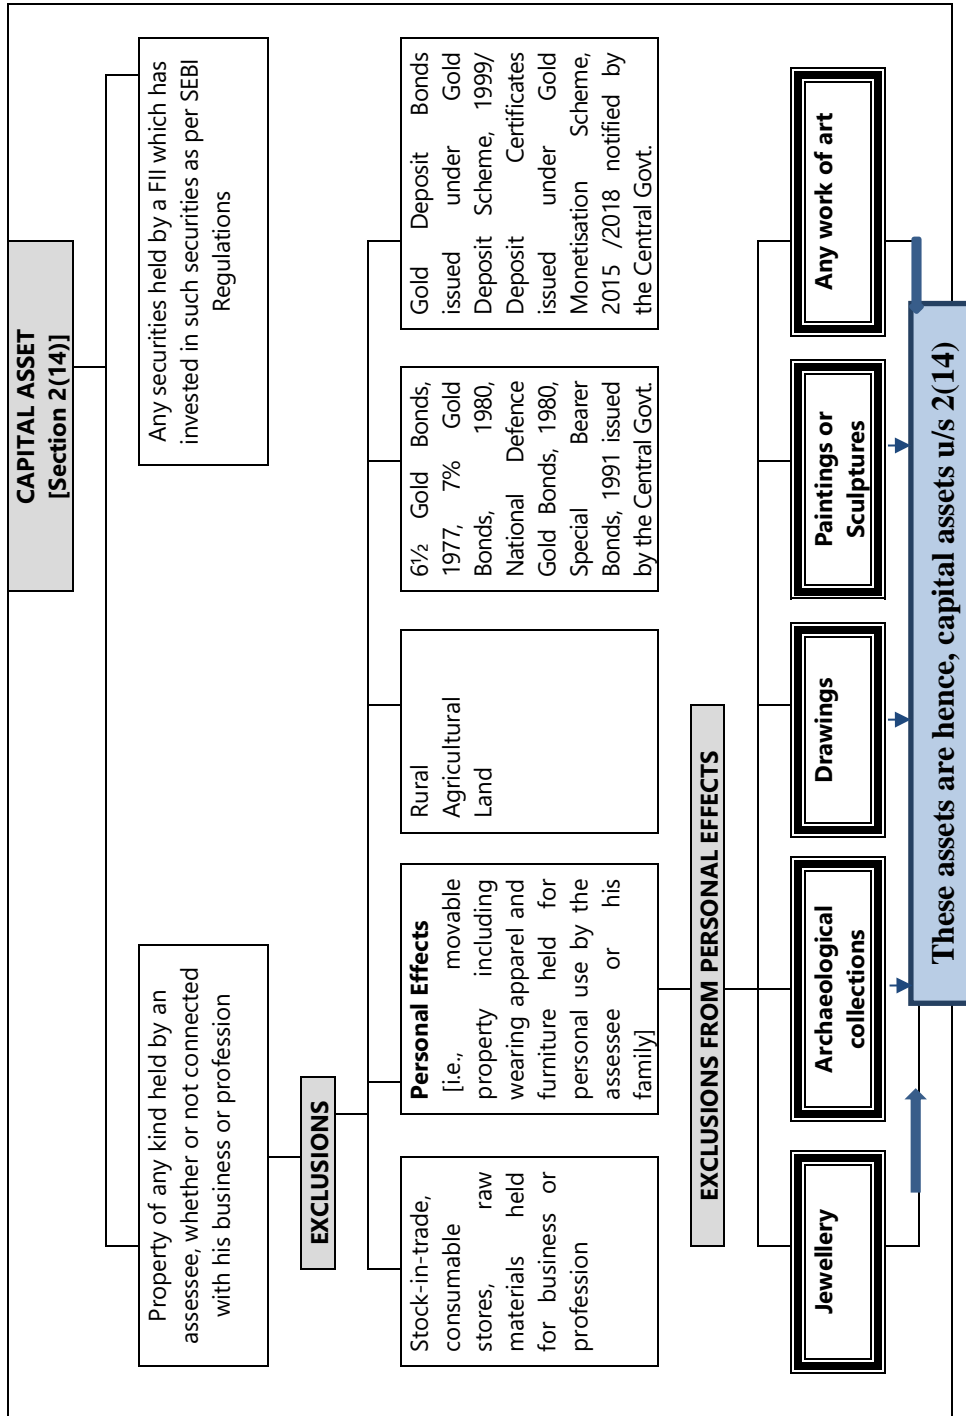 CAPITAL ASSET
[Section 2(14)]
Property of any kind held by an
assessee, whether or not connected
with his business or profession
Any securities held by a FII which has
invested in such securities as per SEBI
Regulations
EXCLUSIONS
Stock-in-trade,
consumable
stores, raw
materials held
for business or
profession
Personal Effects
[i.e., movable
property including
wearing apparel and
furniture held for
personal use by the
assessee or his
family]
Rural
Agricultural
Land
6½ Gold Bonds,
1977, 7% Gold
Bonds, 1980,
National Defence
Gold Bonds, 1980,
Special Bearer
Bonds, 1991 issued
by the Central Govt.
Gold Deposit Bonds
issued under Gold
Deposit Scheme, 1999/
Deposit Certificates
issued under Gold
Monetisation Scheme,
2015 /2018 notified by
the Central Govt.
EXCLUSIONS FROM PERSONAL EFFECTS
Jewellery
Archaeological
collections
Drawings
Paintings or
Sculptures
Any work of art
These assets are hence, capital assets u/s 2(14)